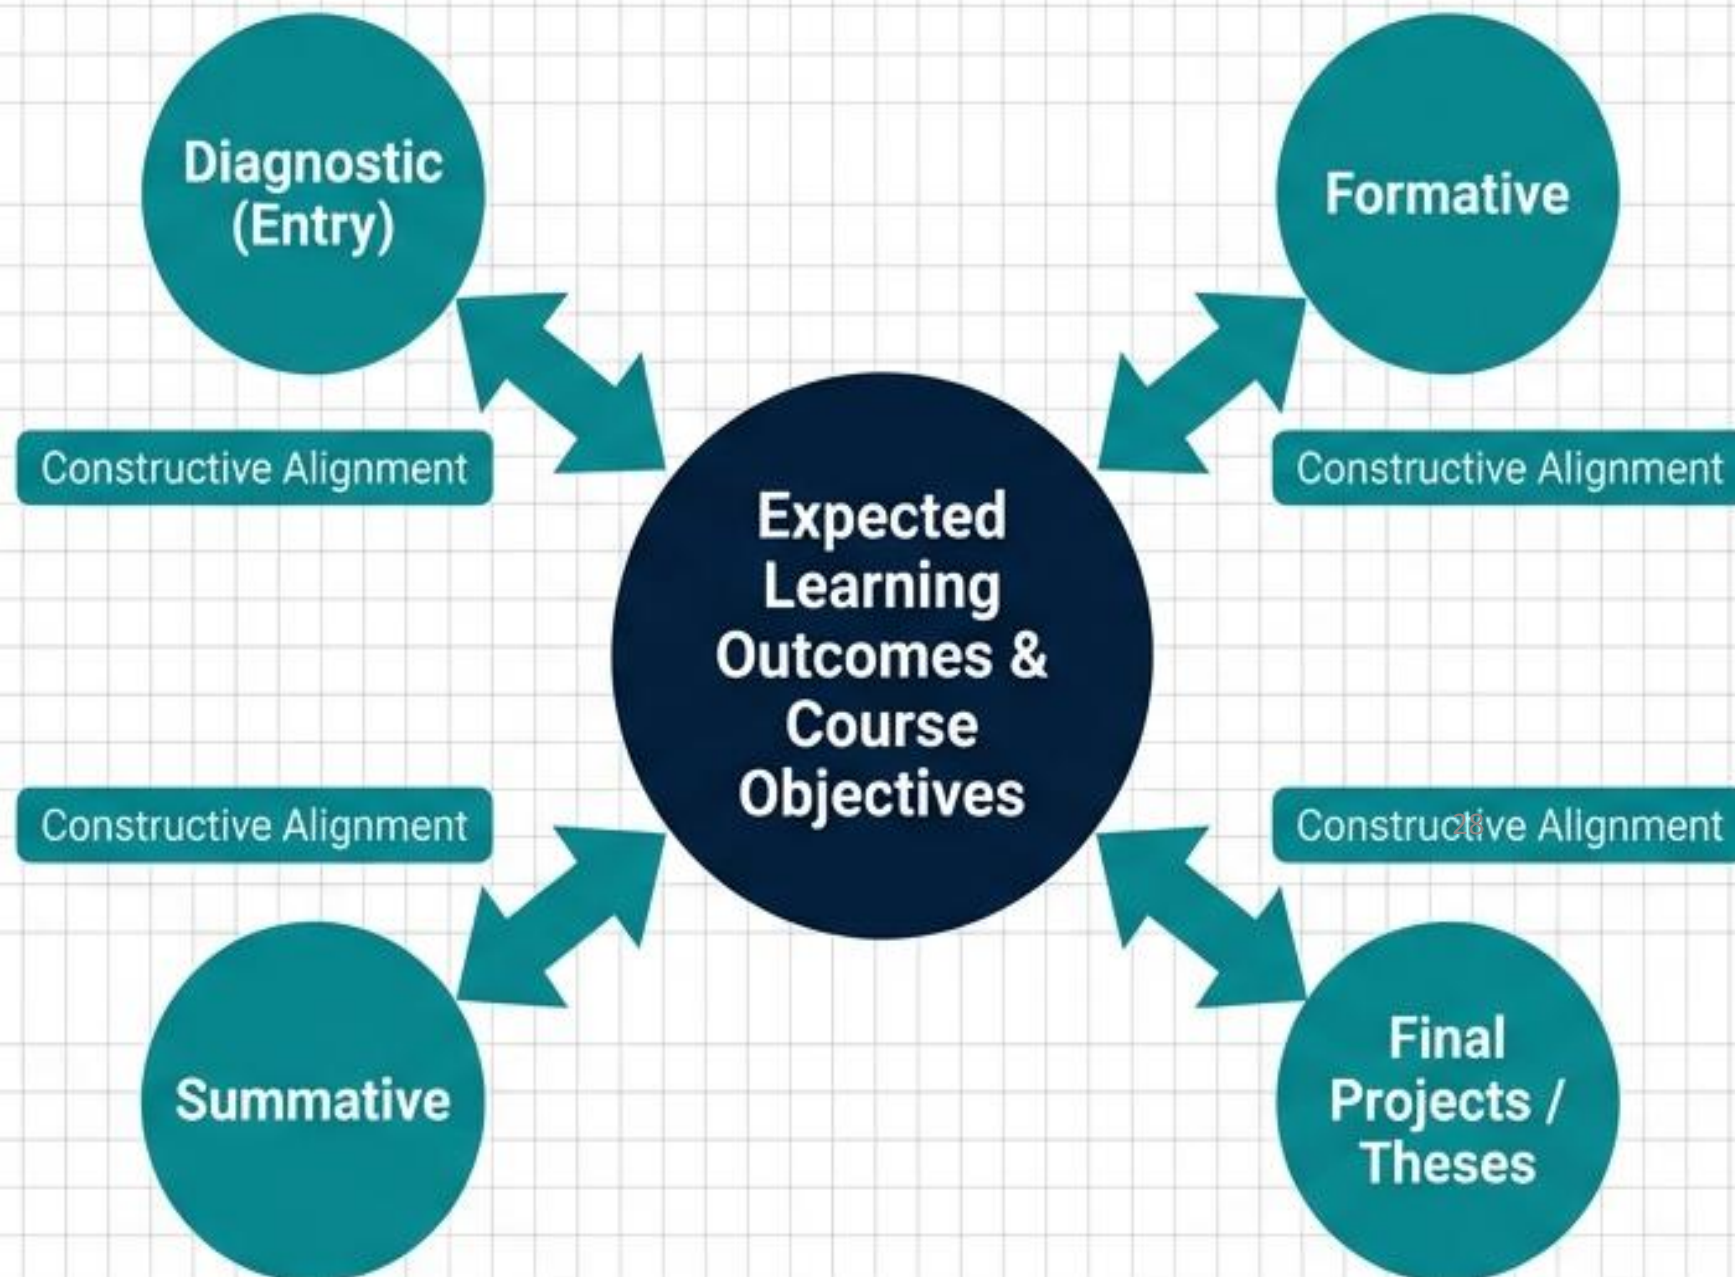 Diagnostic
(Entry)
Formative
Constructive Alignment
Constructive Alignment
Expected
Learning
Outcomes &
Course
Objectives
Constructive Alignment
Constructive Alignment
28
Summative
Final
Projects /
Theses